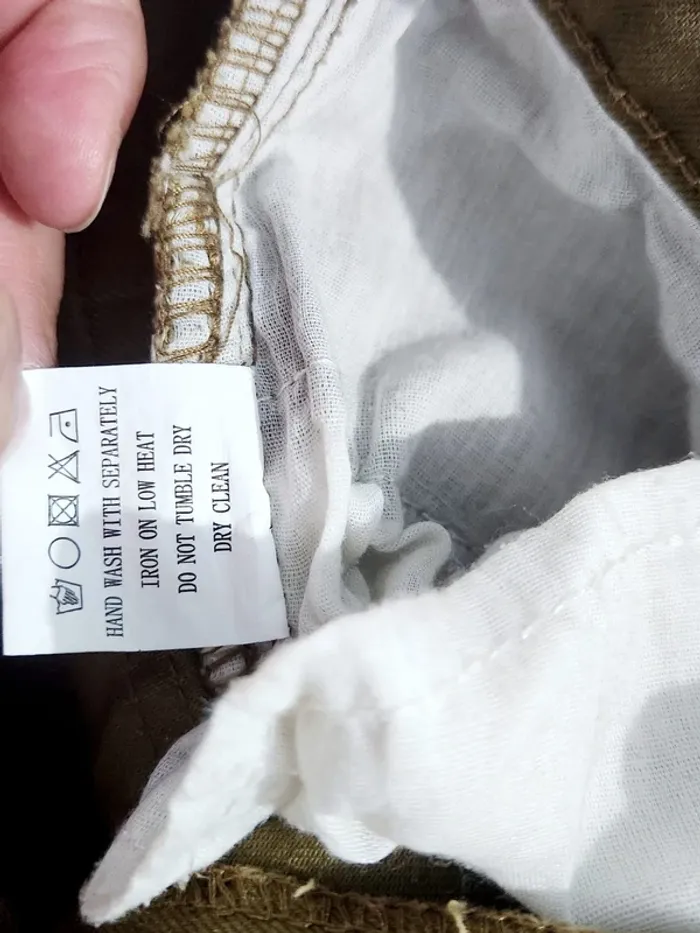 HAND WASH WITH SEPARATELY
IRON ON LOW HEAT
DO NOT TUMBLE DRY
DRY CLEAN